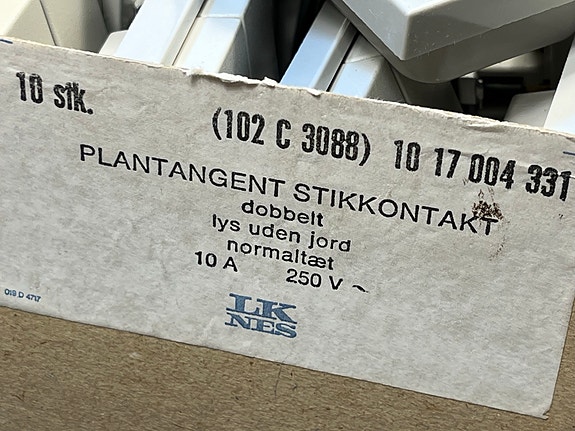 10 stk.
(102 C 3088) 10 17 004 331
PLANTANGENT STIKKONTAKT
dobbelt
lys uden jord
normaltæt
10 A 250 V ~
LK
NES
019 D 4717